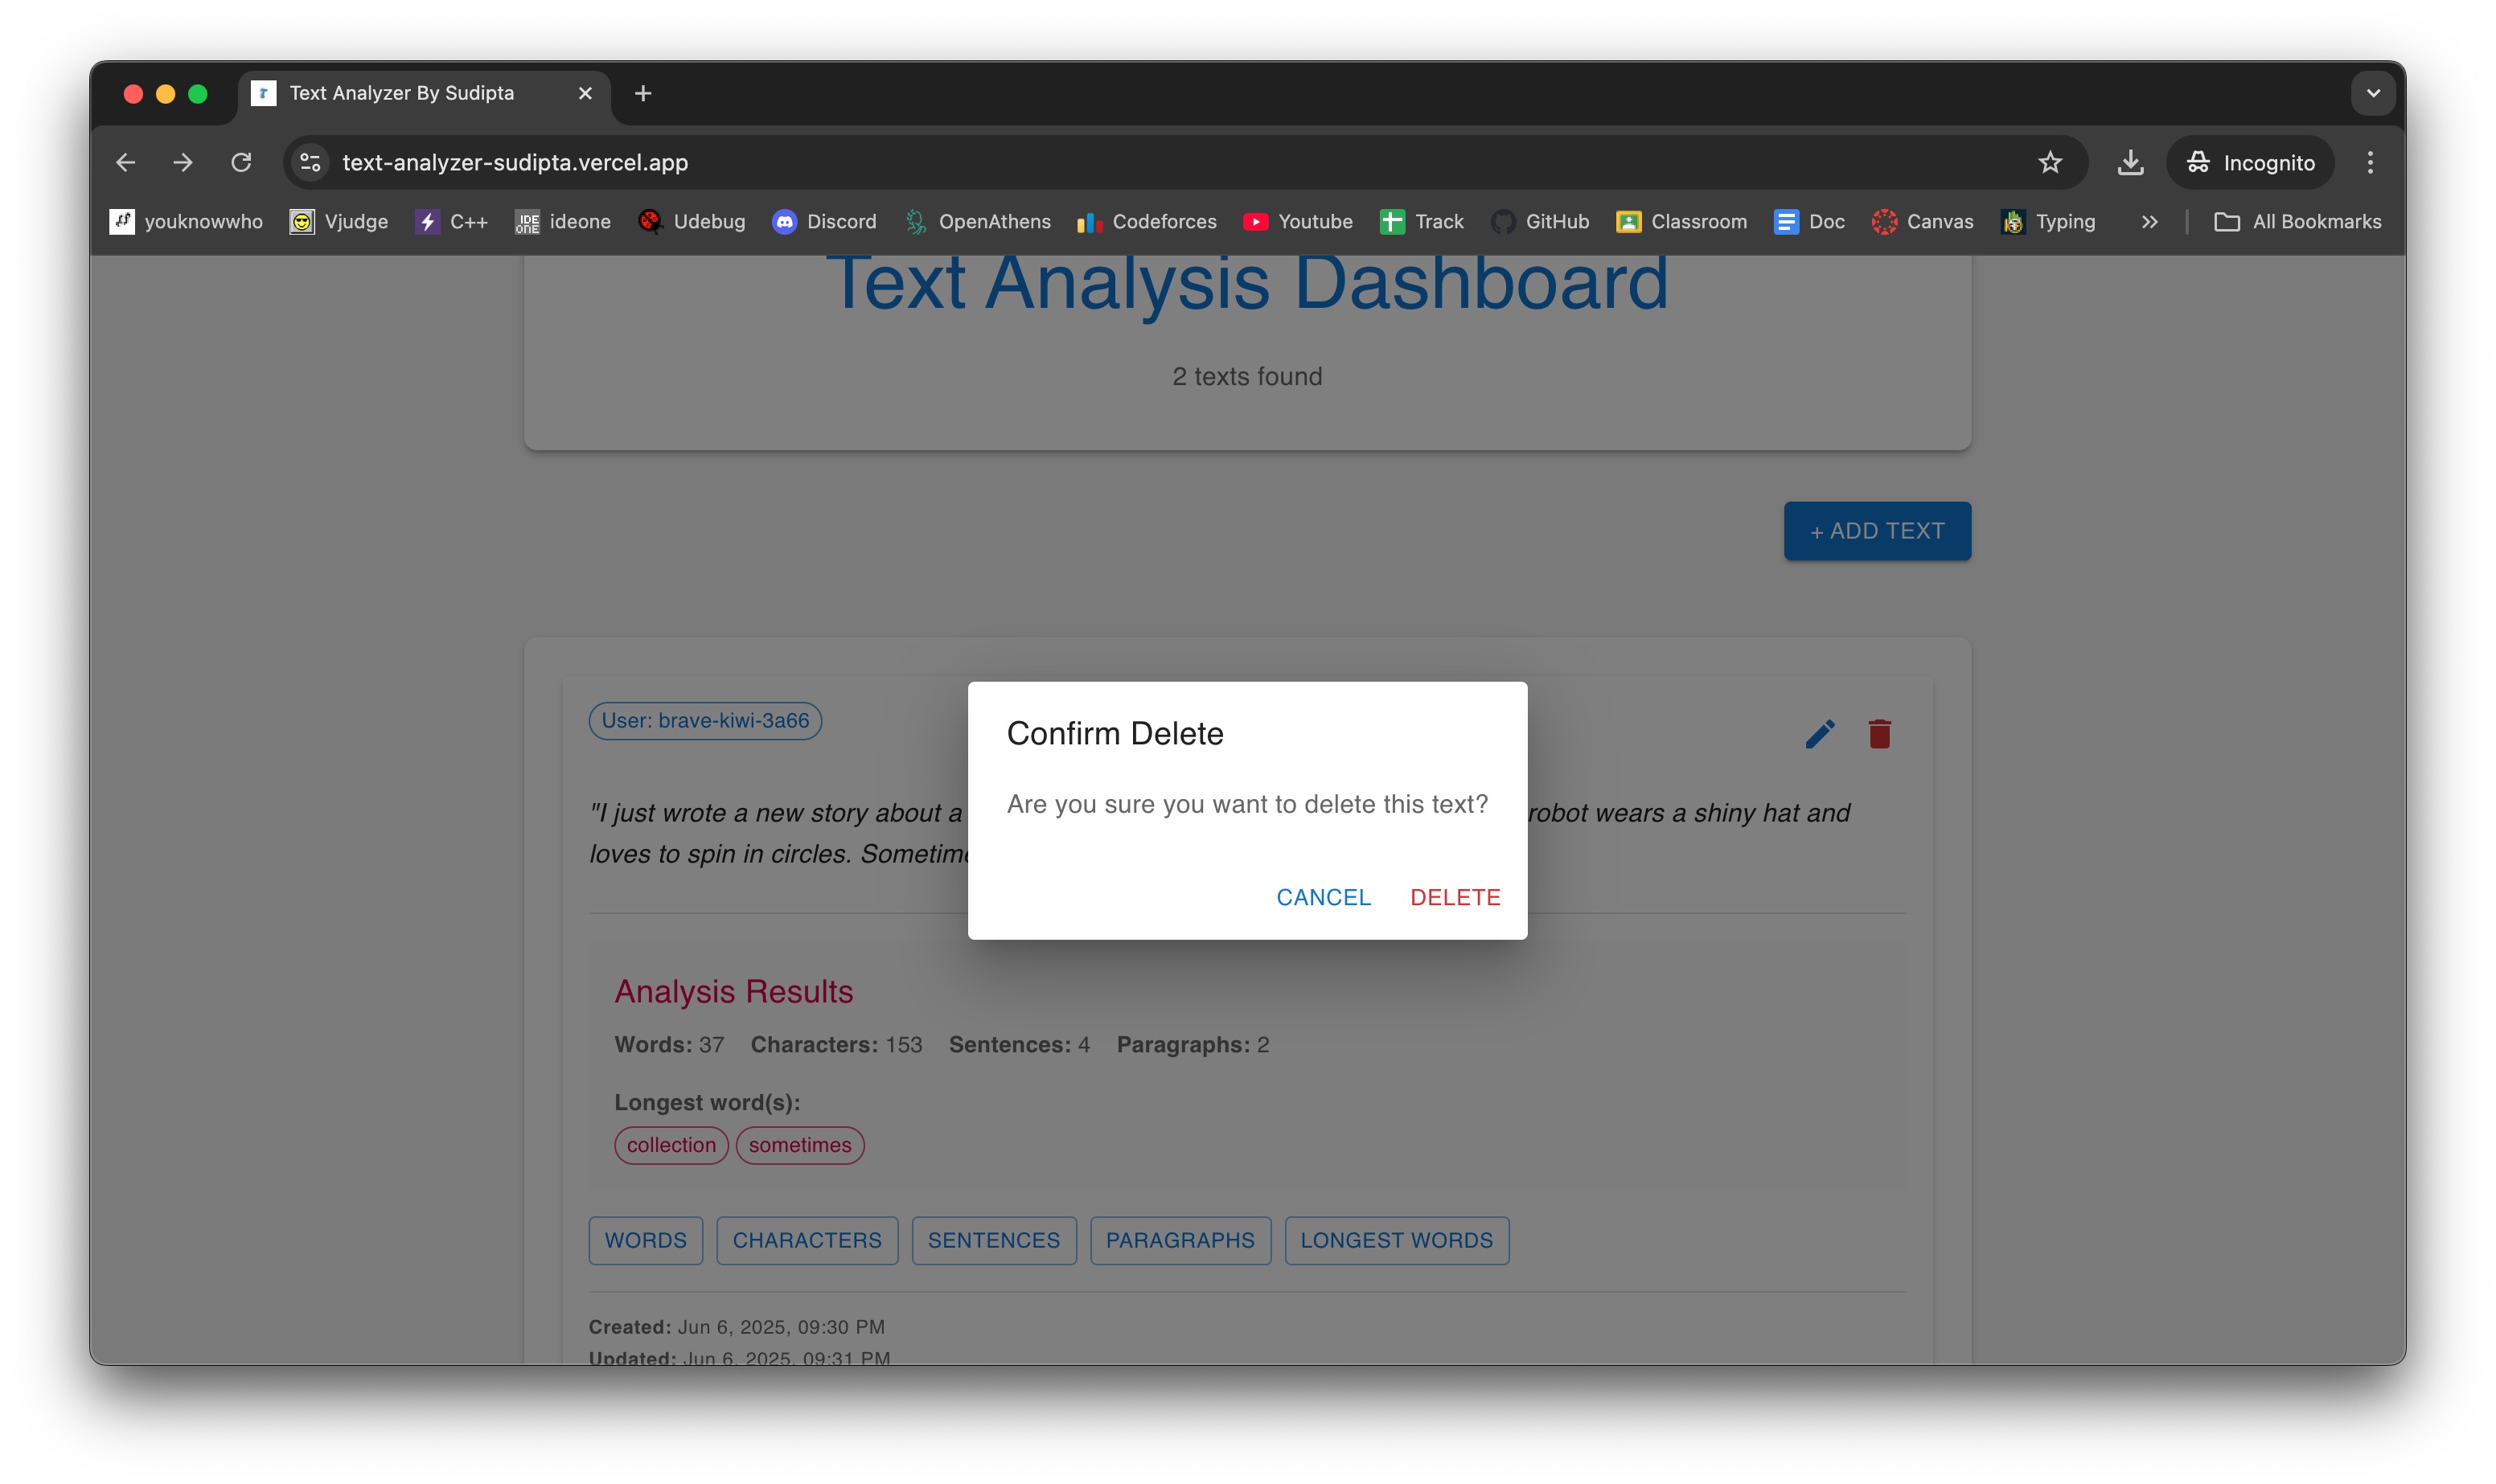 Text Analyzer By Sudipta
text-analyzer-sudipta.vercel.app
Incognito
youknowwho Vjudge C++ IDE ONE ideone Udebug Discord OpenAthens Codeforces Youtube Track GitHub Classroom Doc Canvas Typing All Bookmarks
Text Analysis Dashboard
2 texts found
+ ADD TEXT
User: brave-kiwi-3a66
"I just wrote a new story about a robot wears a shiny hat and
loves to spin in circles.
Confirm Delete
Are you sure you want to delete this text?
CANCEL DELETE
Analysis Results
Words: 37 Characters: 153 Sentences: 4 Paragraphs: 2
Longest word(s):
collection sometimes
WORDS CHARACTERS SENTENCES PARAGRAPHS LONGEST WORDS
Created: Jun 6, 2025, 09:30 PM
Updated: Jun 6, 2025, 09:31 PM